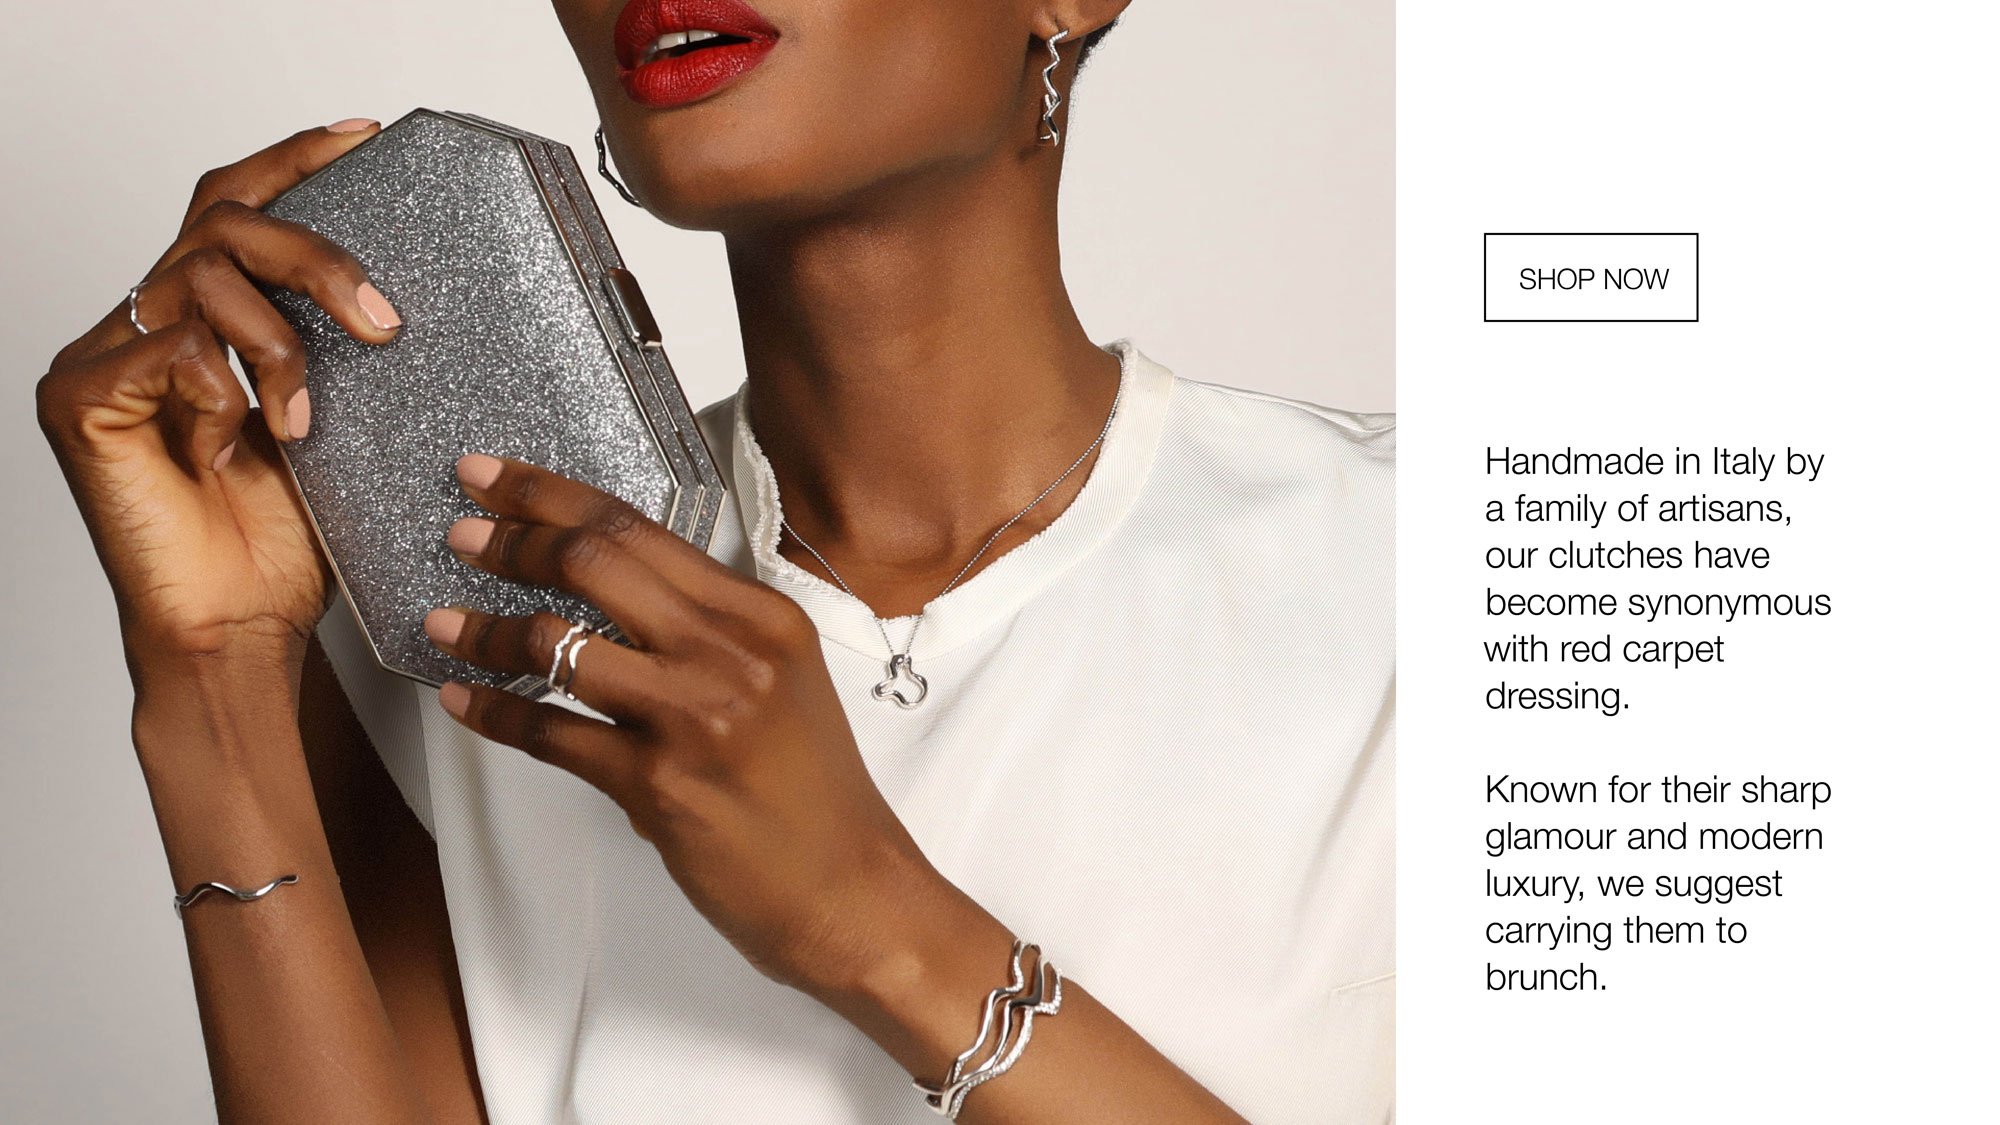 SHOP NOW
Handmade in Italy by
a family of artisans,
our clutches have
become synonymous
with red carpet
dressing.
Known for their sharp
glamour and modern
luxury, we suggest
carrying them to
brunch.